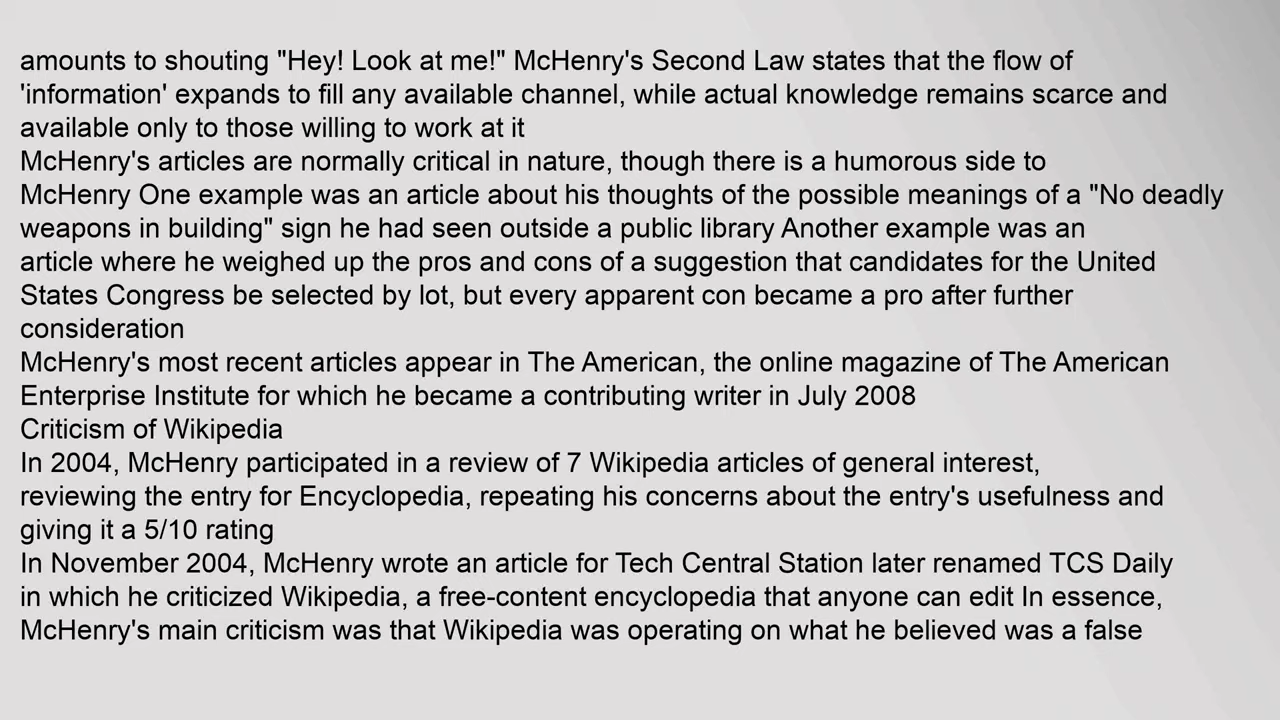 amounts to shouting "Hey! Look at me!" McHenry's Second Law states that the flow of
'information' expands to fill any available channel, while actual knowledge remains scarce and
available only to those willing to work at it
McHenry's articles are normally critical in nature, though there is a humorous side to
McHenry One example was an article about his thoughts of the possible meanings of a "No deadly
weapons in building" sign he had seen outside a public library Another example was an
article where he weighed up the pros and cons of a suggestion that candidates for the United
States Congress be selected by lot, but every apparent con became a pro after further
consideration
McHenry's most recent articles appear in The American, the online magazine of The American
Enterprise Institute for which he became a contributing writer in July 2008
Criticism of Wikipedia
In 2004, McHenry participated in a review of 7 Wikipedia articles of general interest,
reviewing the entry for Encyclopedia, repeating his concerns about the entry's usefulness and
giving it a 5/10 rating
In November 2004, McHenry wrote an article for Tech Central Station later renamed TCS Daily
in which he criticized Wikipedia, a free-content encyclopedia that anyone can edit In essence,
McHenry's main criticism was that Wikipedia was operating on what he believed was a false